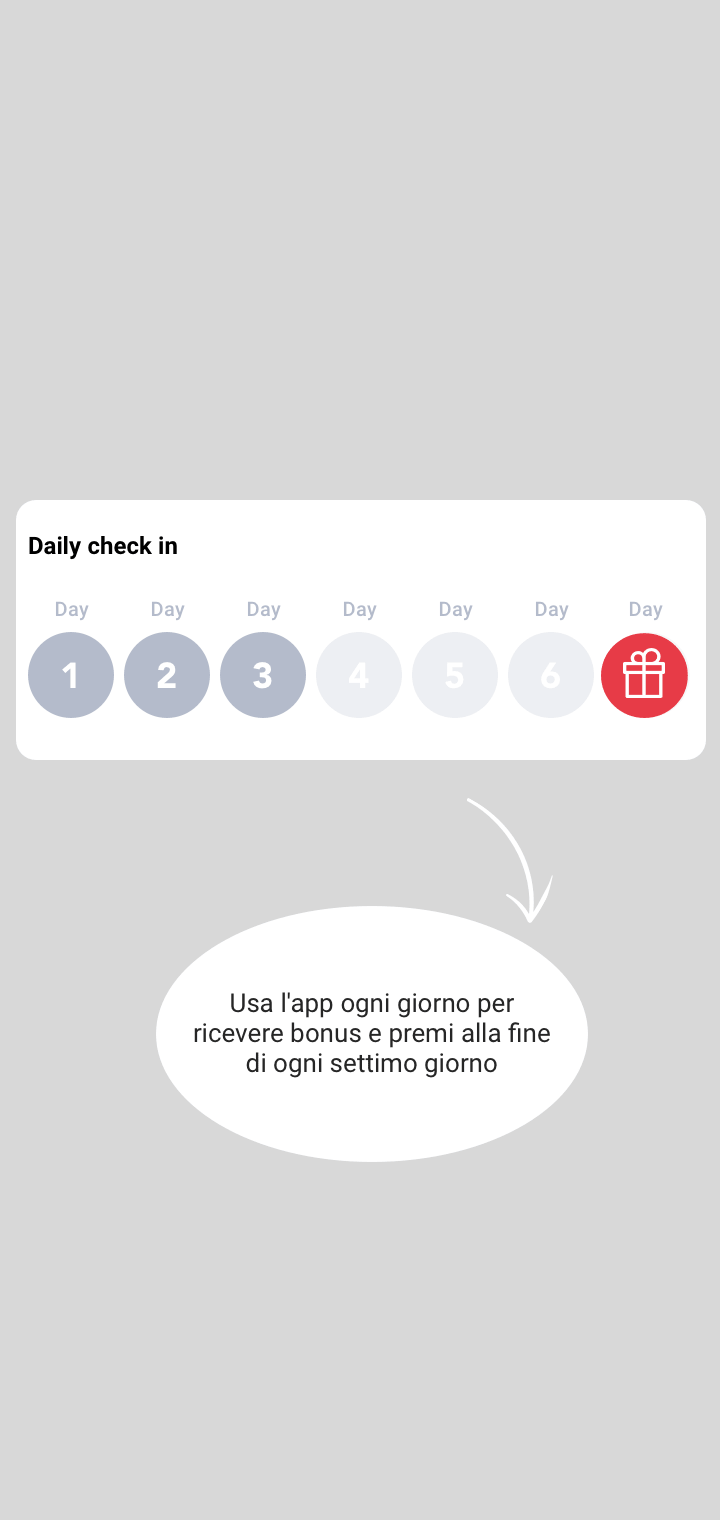 Daily check in
Day Day Day Day Day Day Day
1 2 3 4 5 6
Usa l'app ogni giorno per
ricevere bonus e premi alla fine
di ogni settimo giorno